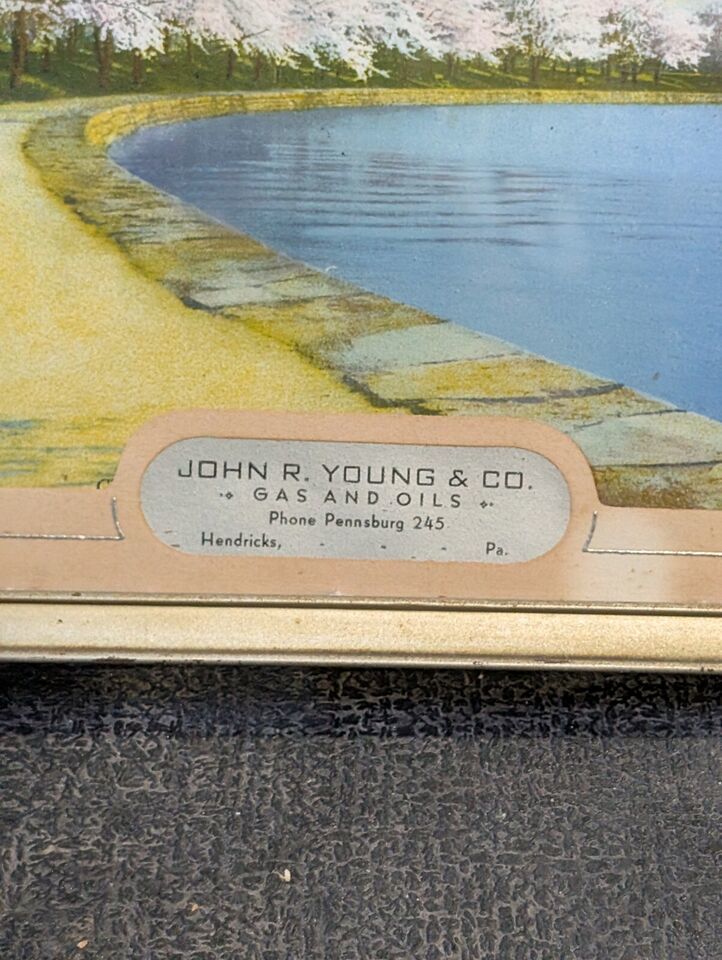 JOHN R. YOUNG & CO.
GAS AND OILS
Phone Pennsburg 245
Hendricks, Pa.